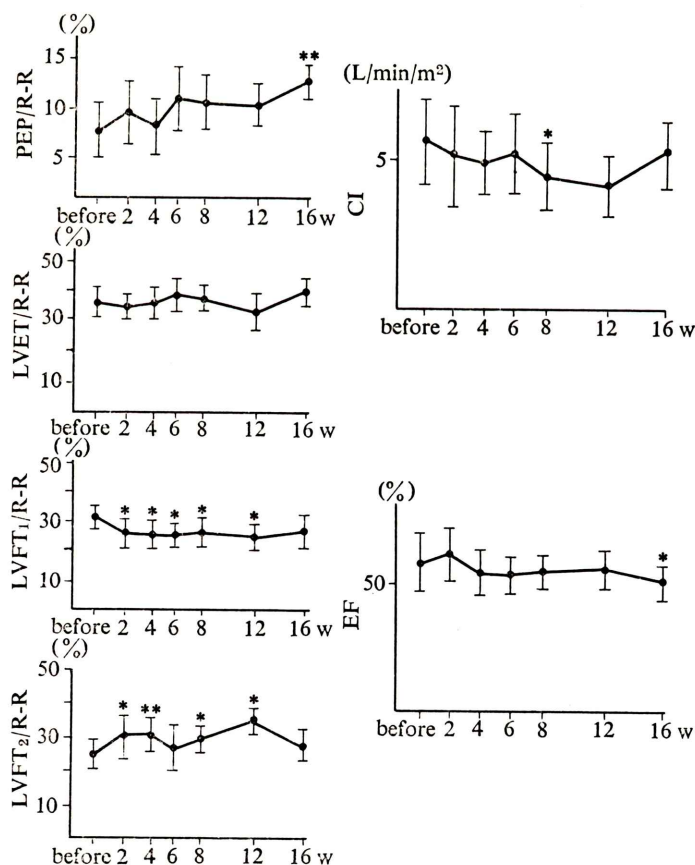 (%)
15
10
5
PEP/R-R
**
before 2 4 6 8 12 16 w
(%)
50
30
10
LVET/R-R
before 2 4 6 8 12 16 w
(%)
50
30
10
LVFT₁/R-R
* * * * *
before 2 4 6 8 12 16 w
(%)
50
30
10
LVFT₂/R-R
* ** * *
before 2 4 6 8 12 16 w
(L/min/m²)
5
CI
*
before 2 4 6 8 12 16 w
(%)
50
EF
*
before 2 4 6 8 12 16 w